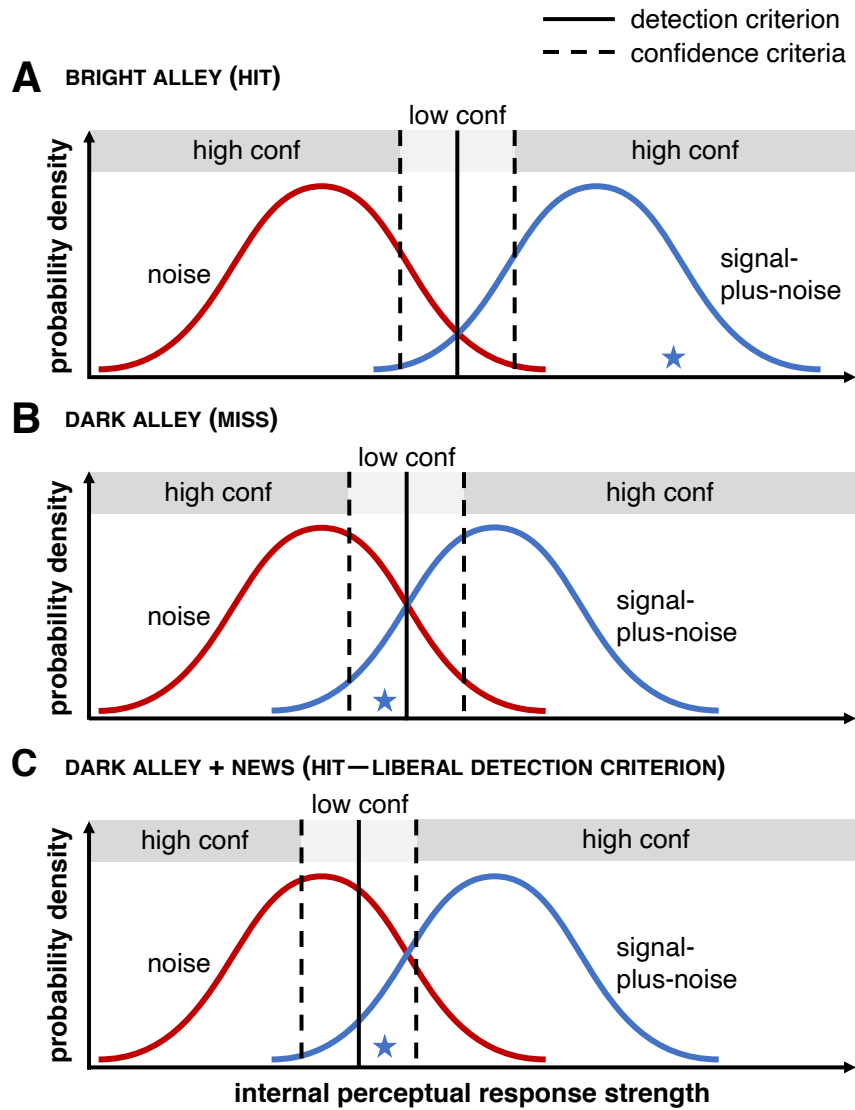 detection criterion
confidence criteria
A BRIGHT ALLEY (HIT)
low conf
high conf
high conf
noise
signal-
plus-noise
probability density
B DARK ALLEY (MISS)
low conf
high conf
high conf
noise
signal-
plus-noise
probability density
C DARK ALLEY + NEWS (HIT—LIBERAL DETECTION CRITERION)
low conf
high conf
high conf
noise
signal-
plus-noise
probability density
internal perceptual response strength